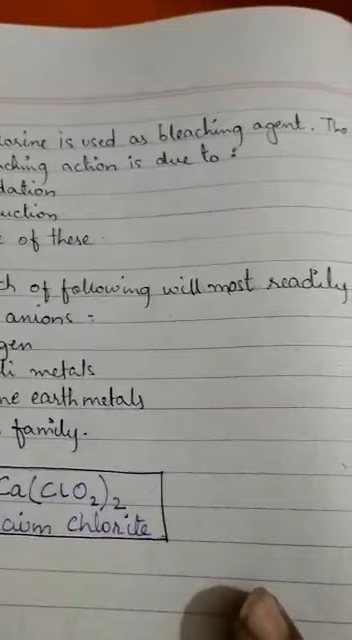 lorine is used as bleaching agent. The
aching action is due to :
dation
uction
e of these.
ch of following will most readily
anions :
gen
li metals
ne earth metals
family.
Ca(ClO₂)₂
cium chlorite